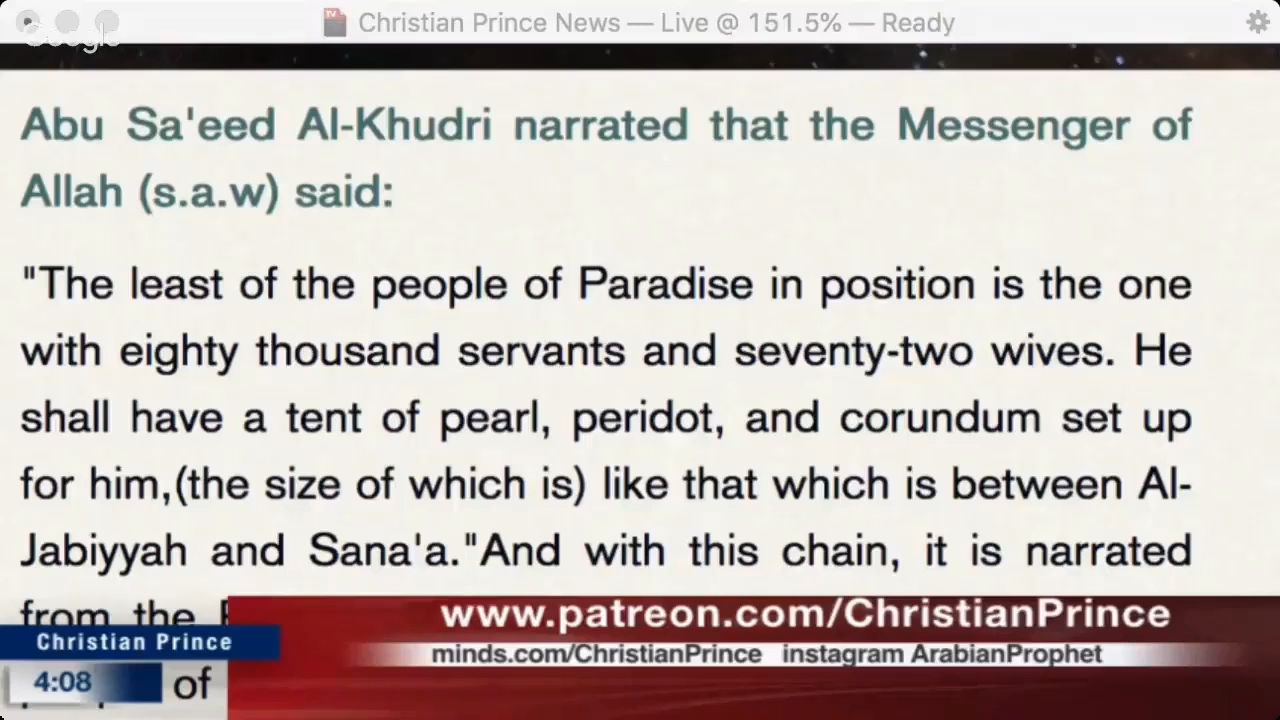 Christian Prince News — Live @ 151.5% — Ready
Google
Abu Sa'eed Al-Khudri narrated that the Messenger of
Allah (s.a.w) said:
"The least of the people of Paradise in position is the one
with eighty thousand servants and seventy-two wives. He
shall have a tent of pearl, peridot, and corundum set up
for him,(the size of which is) like that which is between Al-
Jabiyyah and Sana'a."And with this chain, it is narrated
from the
www.patreon.com/ChristianPrince
Christian Prince
minds.com/ChristianPrince instagram ArabianProphet
4:08
of